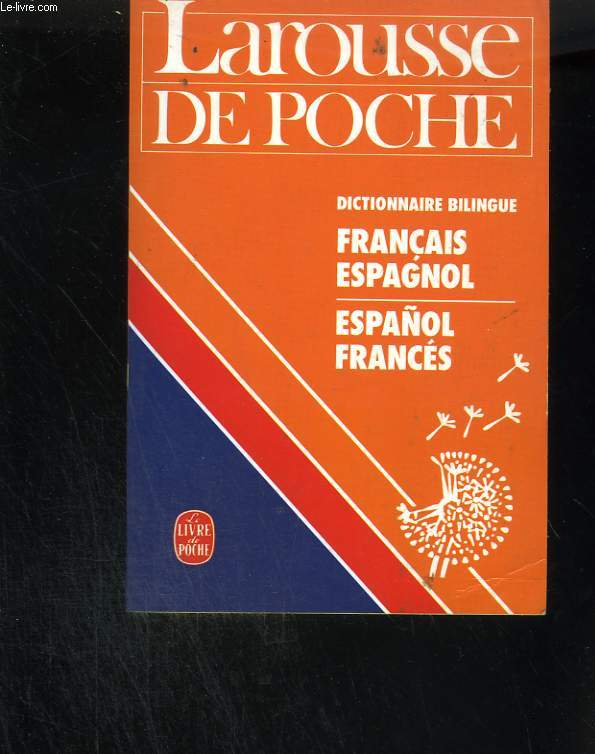 Le-livre.com
Larousse
DE POCHE
DICTIONNAIRE BILINGUE
FRANÇAIS
ESPAGNOL
ESPAÑOL
FRANCÉS
Le
LIVRE
de
POCHE